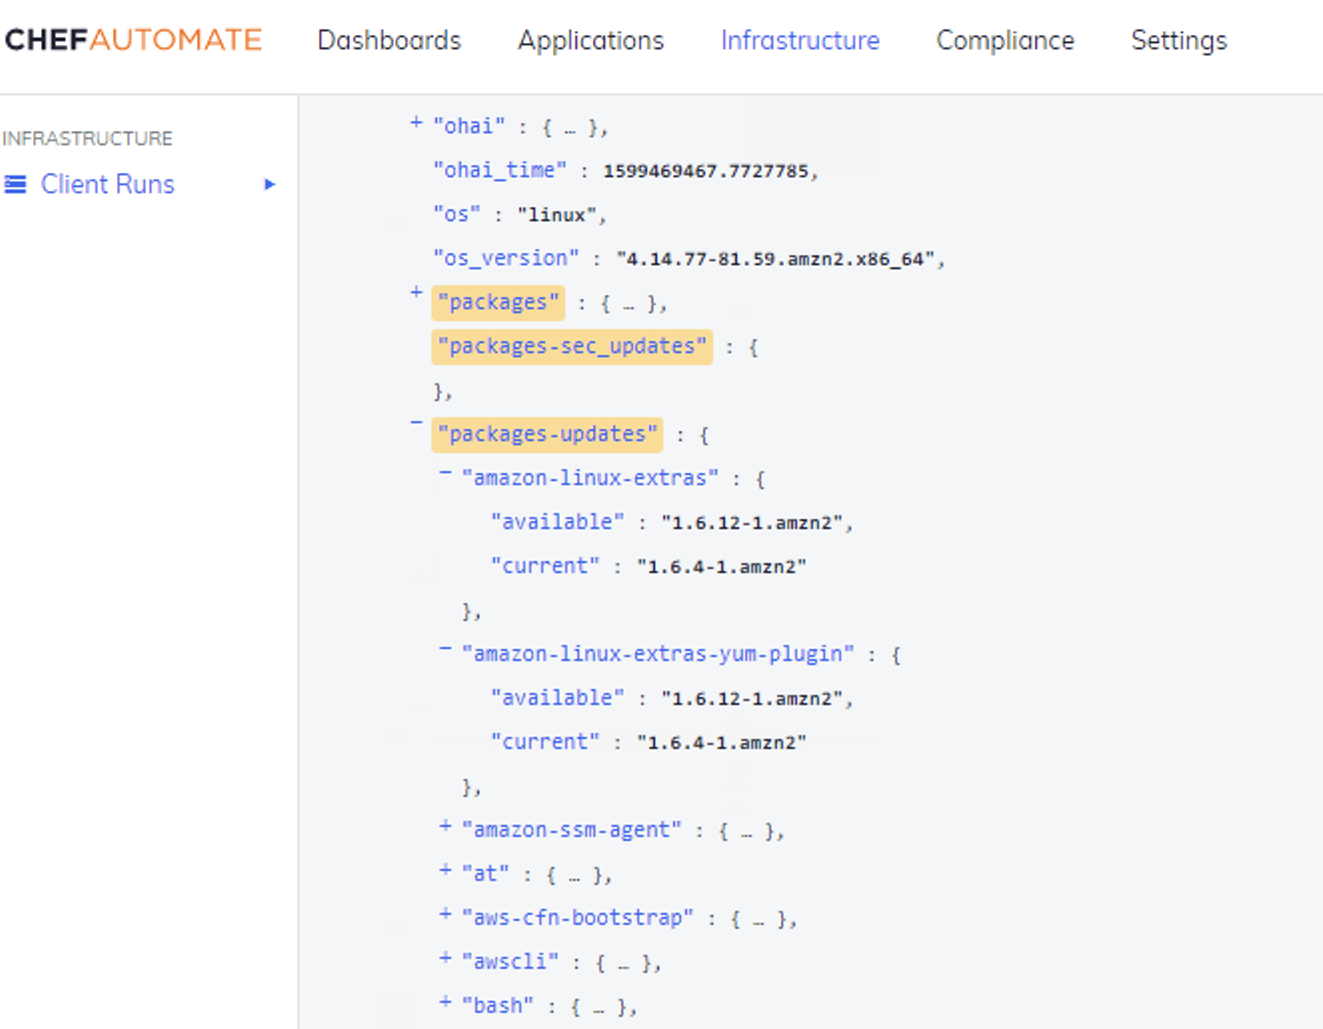 CHEFAUTOMATE Dashboards Applications Infrastructure Compliance Settings
INFRASTRUCTURE
Client Runs
+ "ohai" : { … },
"ohai_time" : 1599469467.7727785,
"os" : "linux",
"os_version" : "4.14.77-81.59.amzn2.x86_64",
+ "packages" : { … },
"packages-sec_updates" : {
},
− "packages-updates" : {
− "amazon-linux-extras" : {
"available" : "1.6.12-1.amzn2",
"current" : "1.6.4-1.amzn2"
},
− "amazon-linux-extras-yum-plugin" : {
"available" : "1.6.12-1.amzn2",
"current" : "1.6.4-1.amzn2"
},
+ "amazon-ssm-agent" : { … },
+ "at" : { … },
+ "aws-cfn-bootstrap" : { … },
+ "awscli" : { … },
+ "bash" : { … },